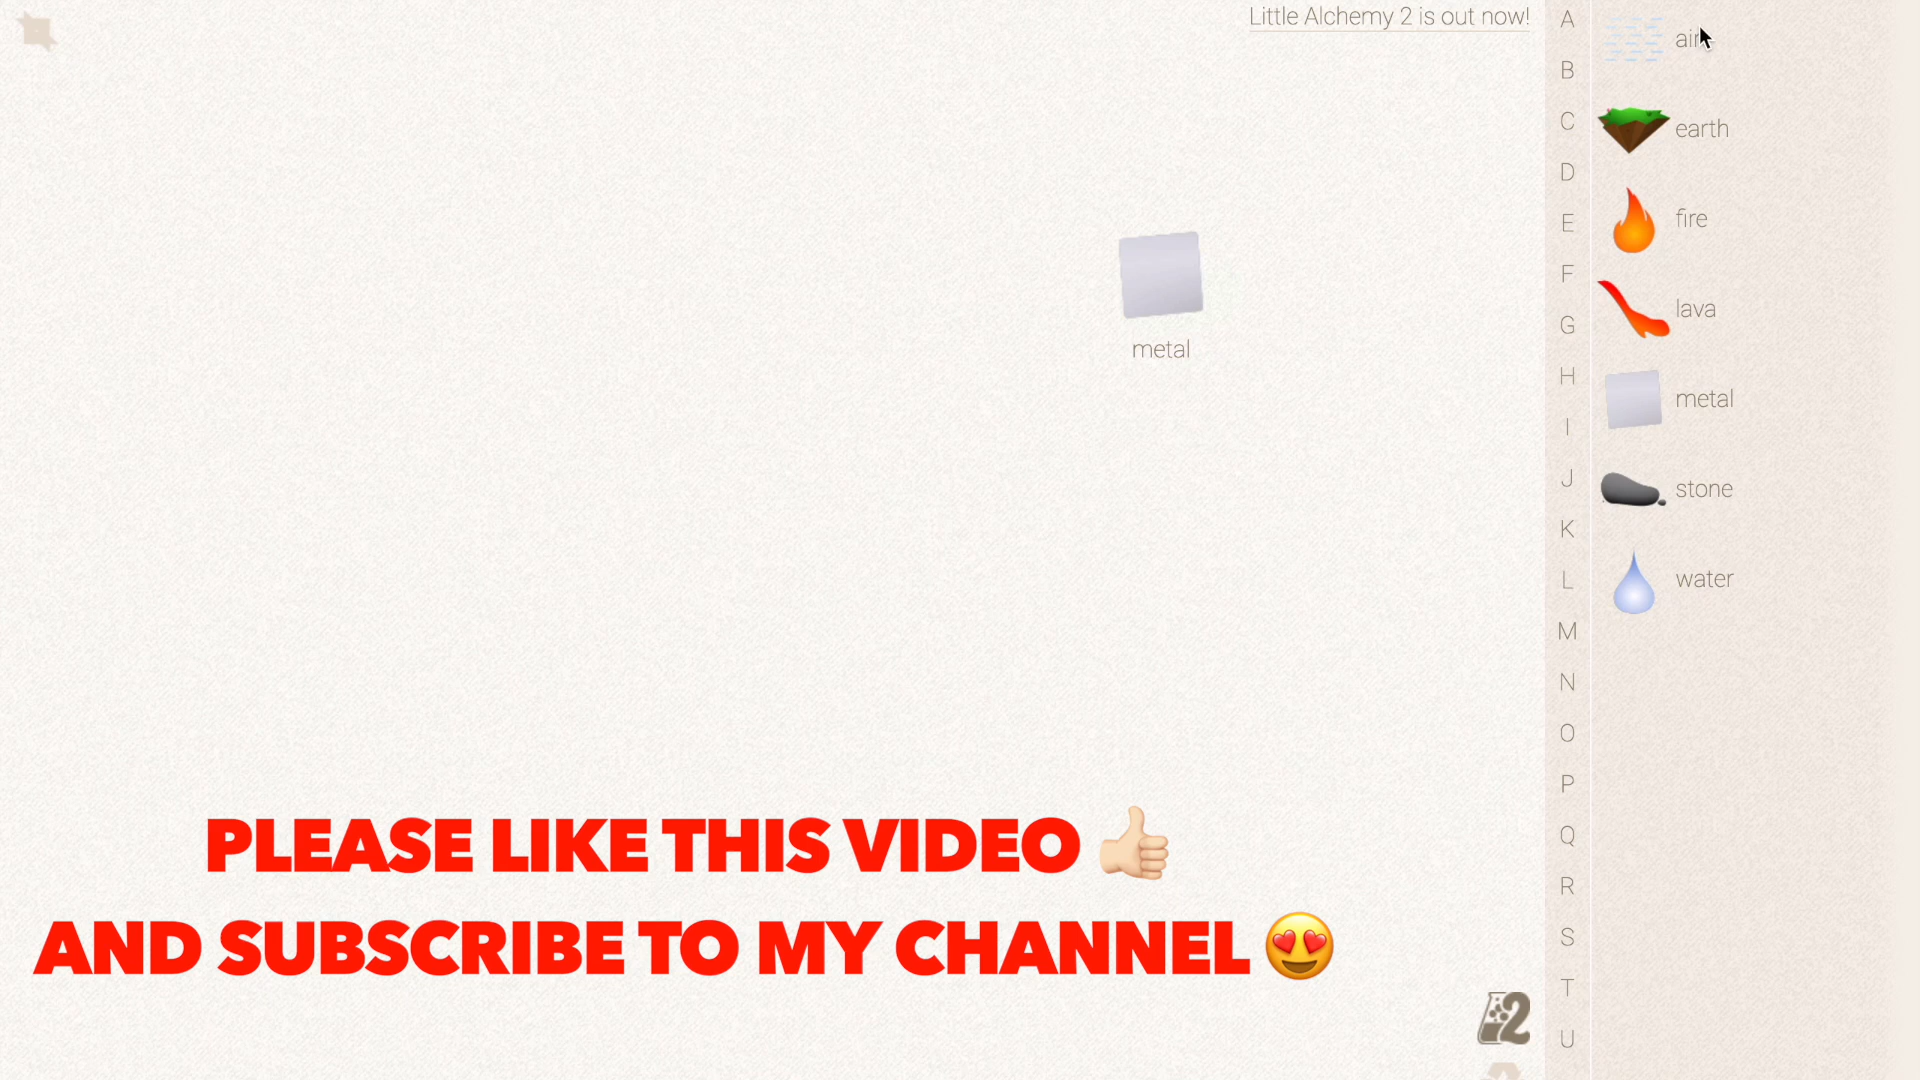 Little Alchemy 2 is out now!
A
B
C
D
E
F
G
H
I
J
K
L
M
N
O
P
Q
R
S
T
U
air
earth
fire
lava
metal
stone
water
metal
PLEASE LIKE THIS VIDEO 👍🏻
AND SUBSCRIBE TO MY CHANNEL 😍
2